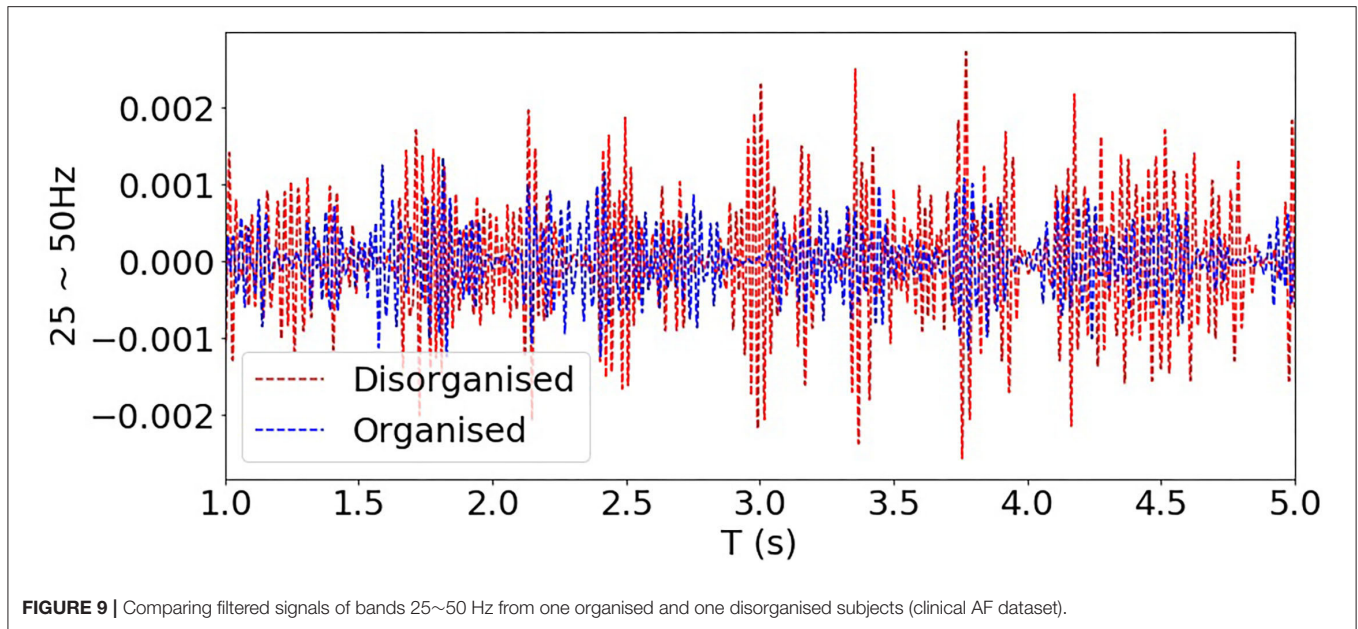 0.002
0.001
0.000
−0.001
−0.002
25 ~ 50Hz
Disorganised
Organised
1.0 1.5 2.0 2.5 3.0 3.5 4.0 4.5 5.0
T (s)
FIGURE 9 | Comparing filtered signals of bands 25∼50 Hz from one organised and one disorganised subjects (clinical AF dataset).